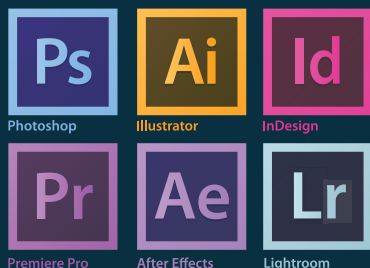 Ps Ai Id
Photoshop Illustrator InDesign
Pr Ae Lr
Premiere Pro After Effects Lightroom